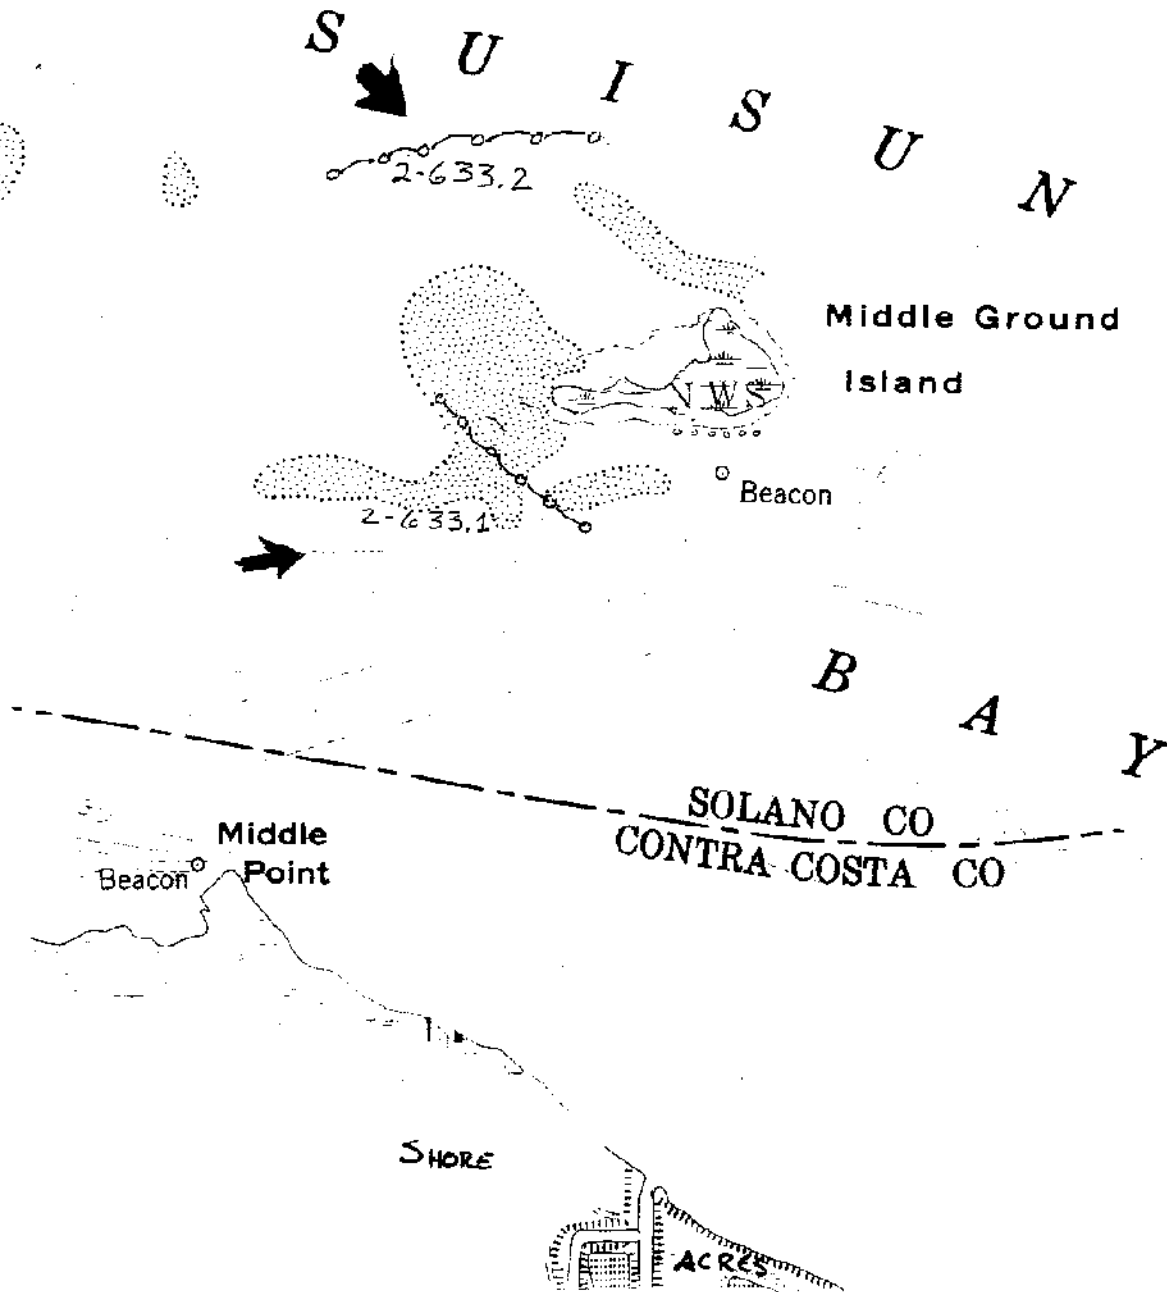 SUISUN
2-633.2
Middle Ground
Island
NWS
Beacon
2-633.1
BAY
SOLANO CO
CONTRA COSTA CO
Middle
Point
Beacon
SHORE
ACRES